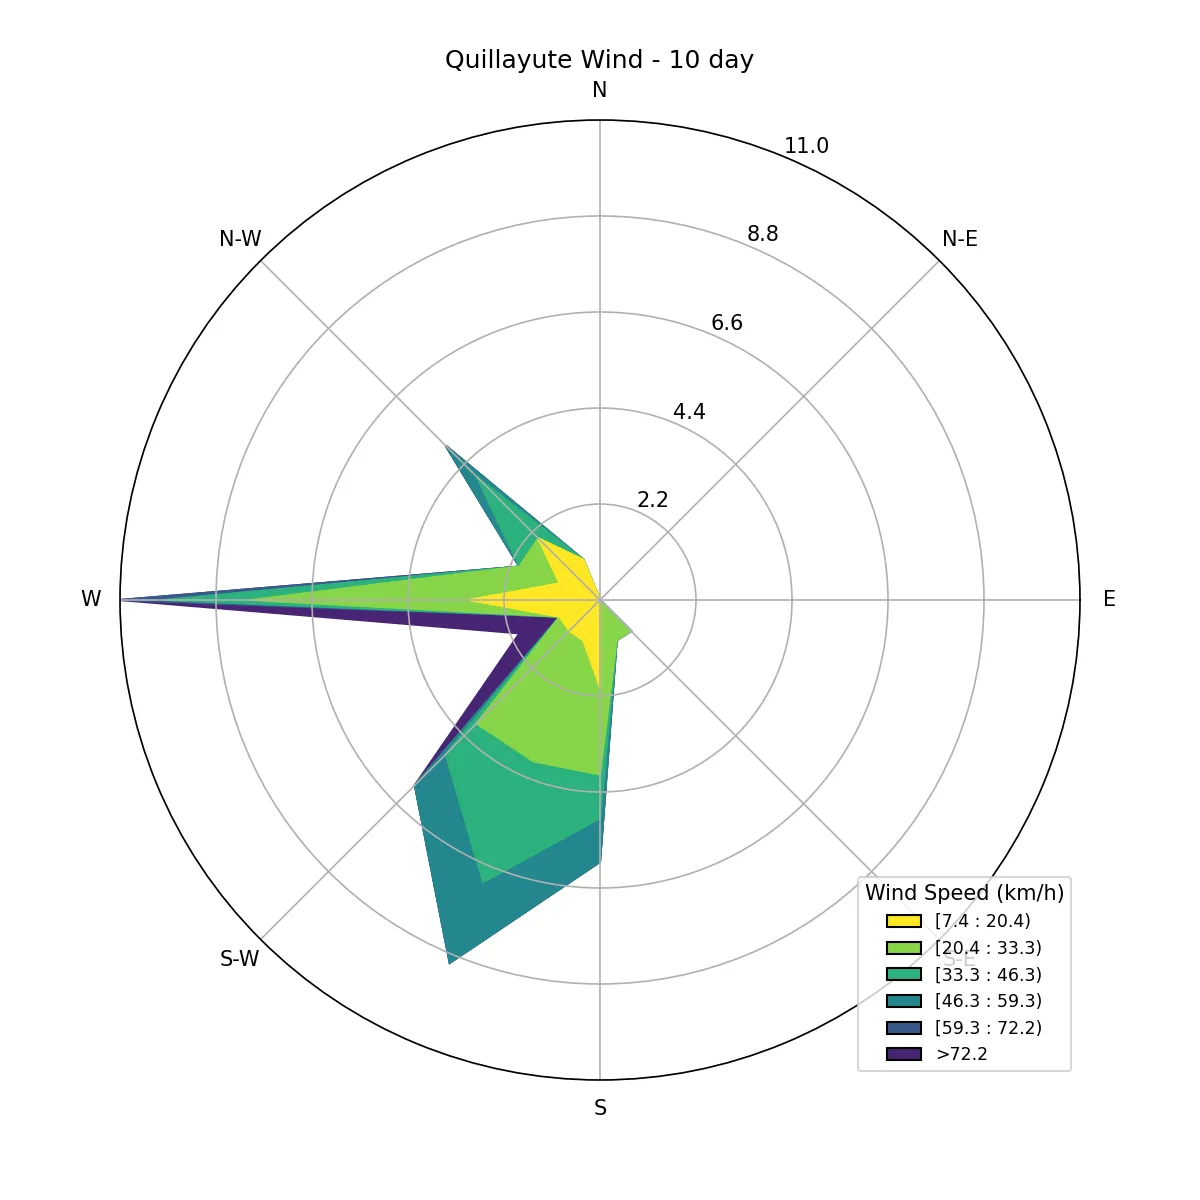 Quillayute Wind - 10 day
N
11.0
N-W
N-E
8.8
6.6
4.4
2.2
W
E
Wind Speed (km/h)
[7.4 : 20.4)
[20.4 : 33.3)
S-W
S-E
[33.3 : 46.3)
[46.3 : 59.3)
[59.3 : 72.2)
>72.2
S